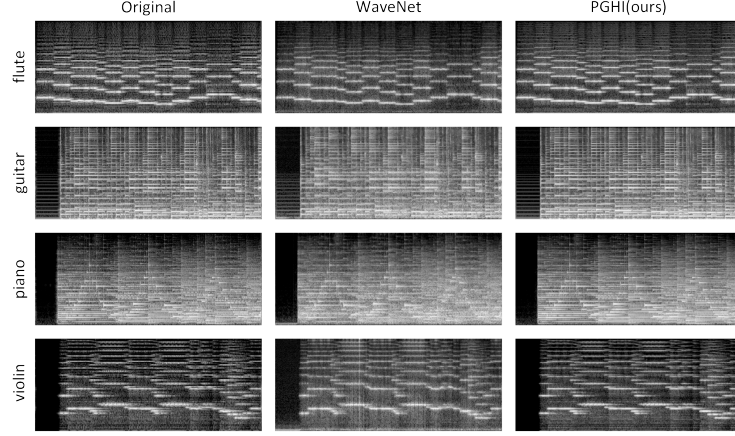 Original WaveNet PGHI(ours)
flute
guitar
piano
violin